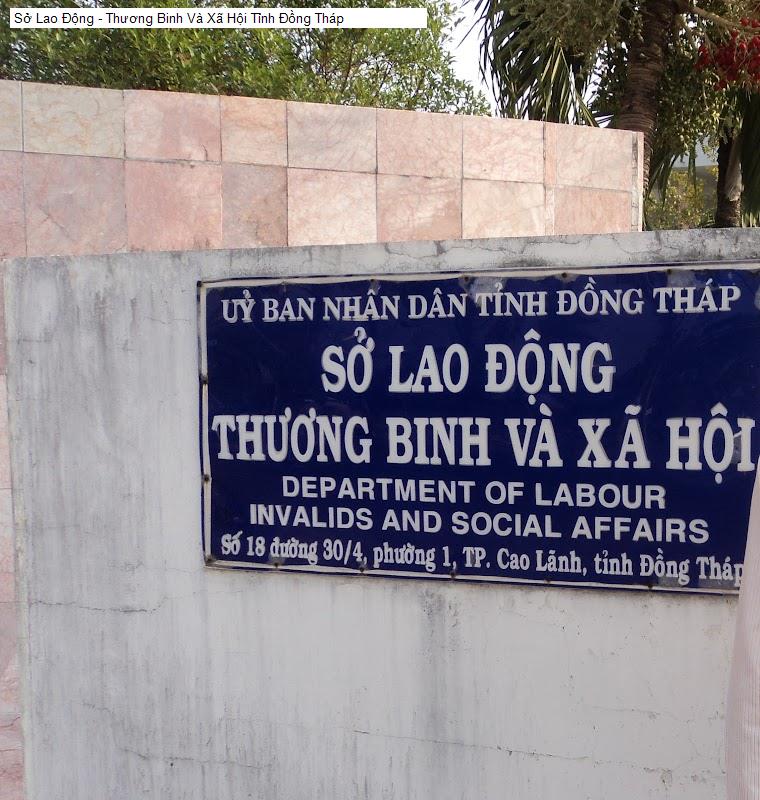 Sở Lao Động - Thương Binh Và Xã Hội Tỉnh Đồng Tháp
UỶ BAN NHÂN DÂN TỈNH ĐỒNG THÁP
SỞ LAO ĐỘNG
THƯƠNG BINH VÀ XÃ HỘI
DEPARTMENT OF LABOUR
INVALIDS AND SOCIAL AFFAIRS
Số 18 đường 30/4, phường 1, TP. Cao Lãnh, tỉnh Đồng Tháp